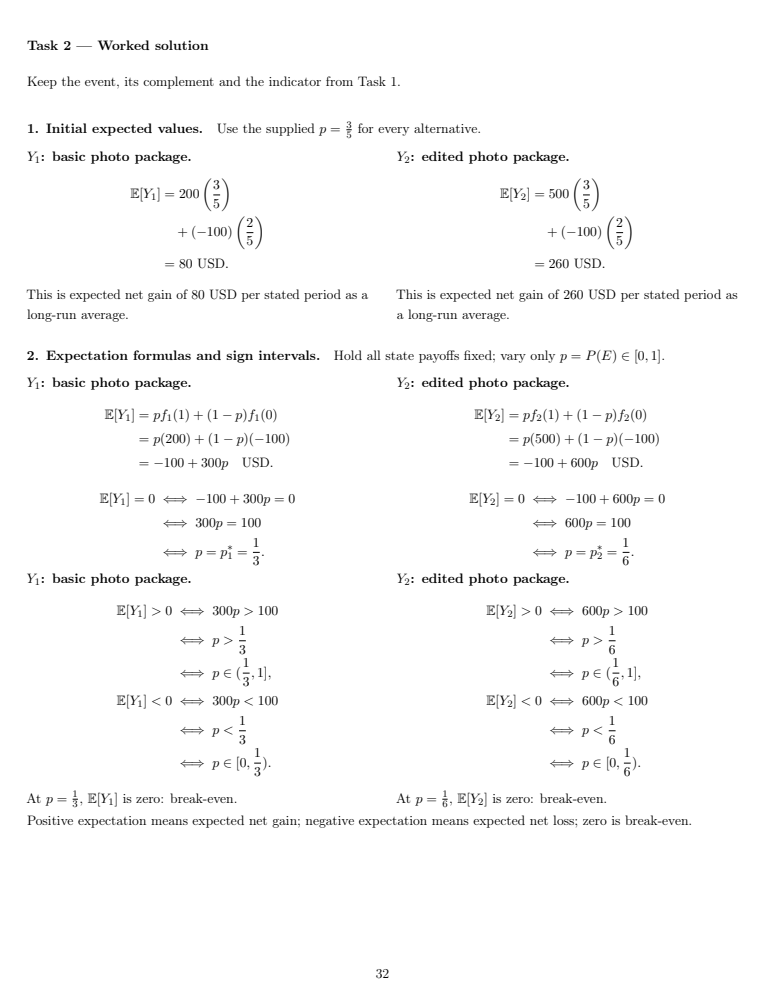 Task 2 — Worked solution
Keep the event, its complement and the indicator from Task 1.
1. Initial expected values. Use the supplied p = 3/5 for every alternative.
Y₁: basic photo package.
𝔼[Y₁] = 200 (3/5)
+ (−100) (2/5)
= 80 USD.
This is expected net gain of 80 USD per stated period as a
long-run average.
Y₂: edited photo package.
𝔼[Y₂] = 500 (3/5)
+ (−100) (2/5)
= 260 USD.
This is expected net gain of 260 USD per stated period as
a long-run average.
2. Expectation formulas and sign intervals. Hold all state payoffs fixed; vary only p = P(E) ∈ [0, 1].
Y₁: basic photo package.
𝔼[Y₁] = pf₁(1) + (1 − p)f₁(0)
= p(200) + (1 − p)(−100)
= −100 + 300p USD.
𝔼[Y₁] = 0 ⟺ −100 + 300p = 0
⟺ 300p = 100
⟺ p = p₁* = 1/3.
Y₂: edited photo package.
𝔼[Y₂] = pf₂(1) + (1 − p)f₂(0)
= p(500) + (1 − p)(−100)
= −100 + 600p USD.
𝔼[Y₂] = 0 ⟺ −100 + 600p = 0
⟺ 600p = 100
⟺ p = p₂* = 1/6.
Y₁: basic photo package.
𝔼[Y₁] > 0 ⟺ 300p > 100
⟺ p > 1/3
⟺ p ∈ (1/3, 1],
𝔼[Y₁] < 0 ⟺ 300p < 100
⟺ p < 1/3
⟺ p ∈ [0, 1/3).
At p = 1/3, 𝔼[Y₁] is zero: break-even.
Y₂: edited photo package.
𝔼[Y₂] > 0 ⟺ 600p > 100
⟺ p > 1/6
⟺ p ∈ (1/6, 1],
𝔼[Y₂] < 0 ⟺ 600p < 100
⟺ p < 1/6
⟺ p ∈ [0, 1/6).
At p = 1/6, 𝔼[Y₂] is zero: break-even.
Positive expectation means expected net gain; negative expectation means expected net loss; zero is break-even.
32